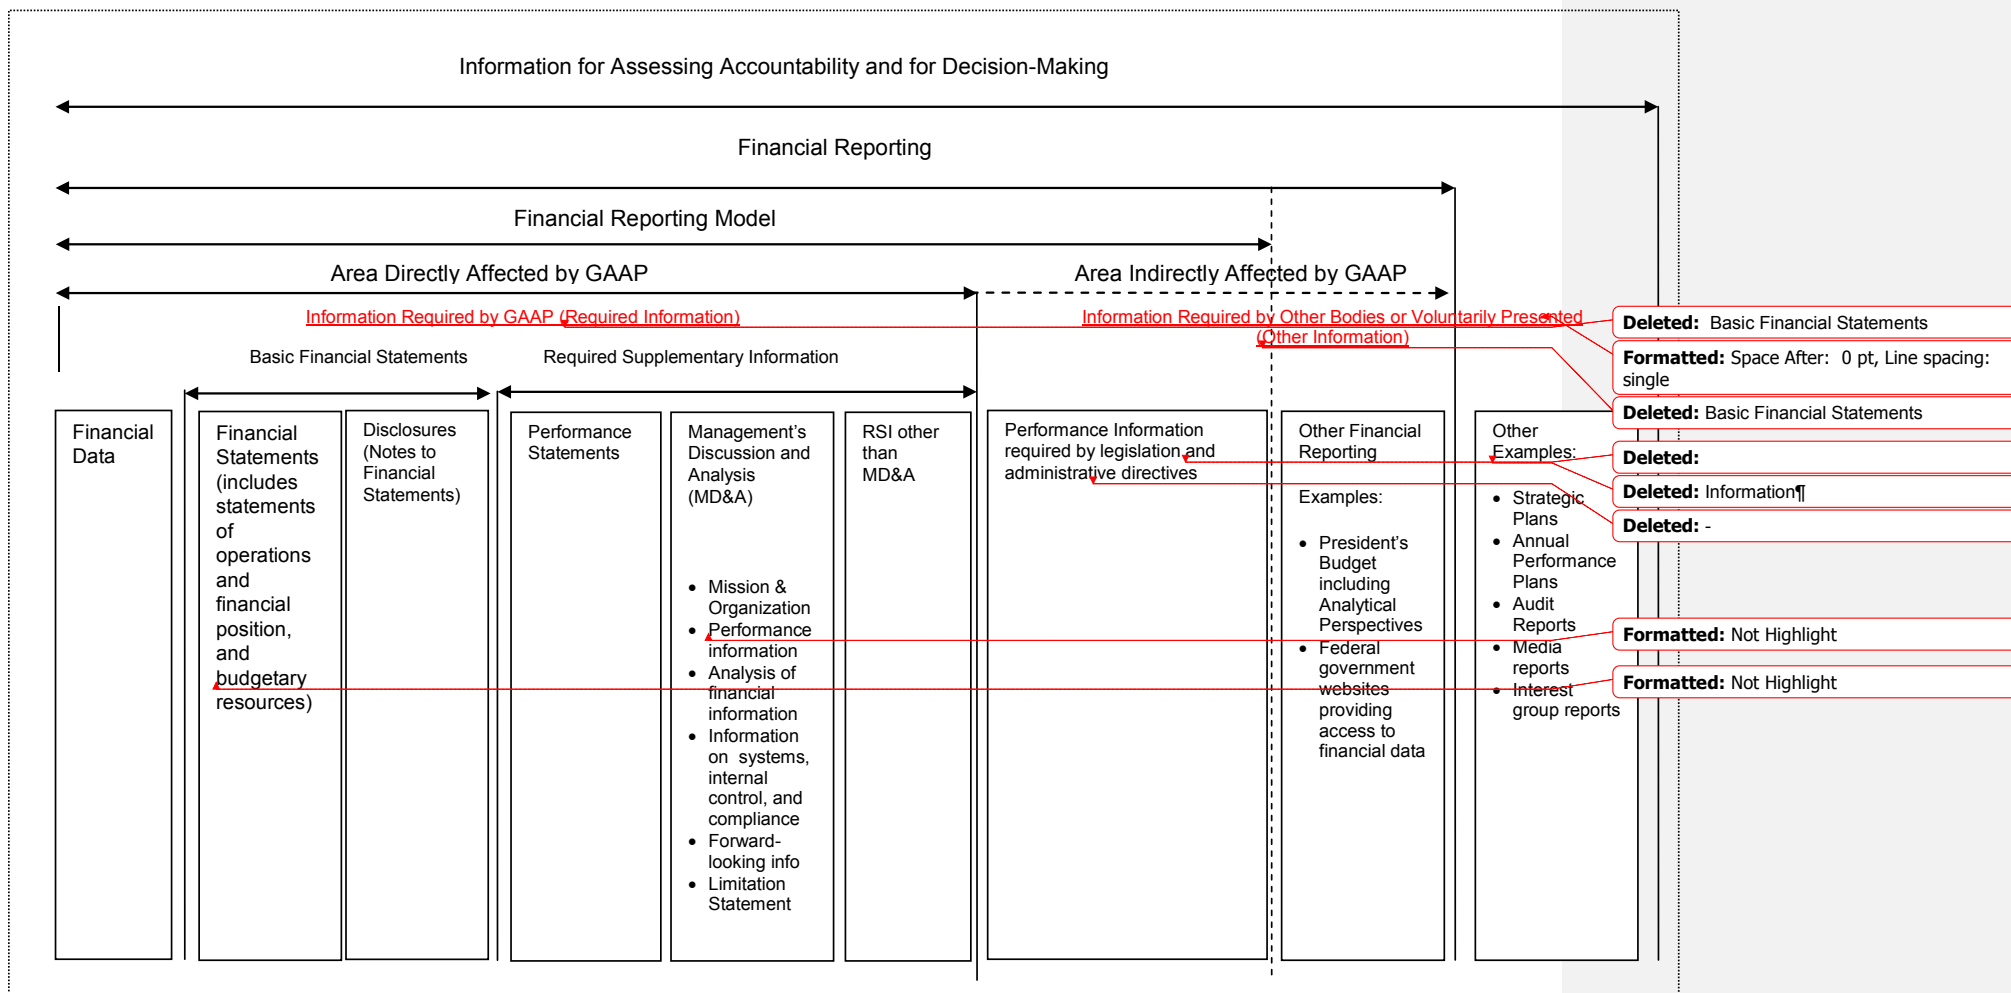 Information for Assessing Accountability and for Decision-Making
Financial Reporting
Financial Reporting Model
Area Directly Affected by GAAP
Area Indirectly Affected by GAAP
Information Required by GAAP (Required Information)
Information Required by Other Bodies or Voluntarily Presented
(Other Information)
Basic Financial Statements
Required Supplementary Information
Financial
Data
Financial
Statements
(includes
statements
of
operations
and
financial
position,
and
budgetary
resources)
Disclosures
(Notes to
Financial
Statements)
Performance
Statements
Management’s
Discussion and
Analysis
(MD&A)
• Mission &
Organization
• Performance
information
• Analysis of
financial
information
• Information
on  systems,
internal
control, and
compliance
• Forward-
looking info
• Limitation
Statement
RSI other
than
MD&A
Performance Information
required by legislation and
administrative directives
Other Financial
Reporting
Examples:
• President’s
Budget
including
Analytical
Perspectives
• Federal
government
websites
providing
access to
financial data
Other
Examples:
• Strategic
Plans
• Annual
Performance
Plans
• Audit
Reports
• Media
reports
• Interest
group reports
Deleted:  Basic Financial Statements
Formatted: Space After:  0 pt, Line spacing:
single
Deleted: Basic Financial Statements
Deleted:
Deleted: Information¶
Deleted: -
Formatted: Not Highlight
Formatted: Not Highlight